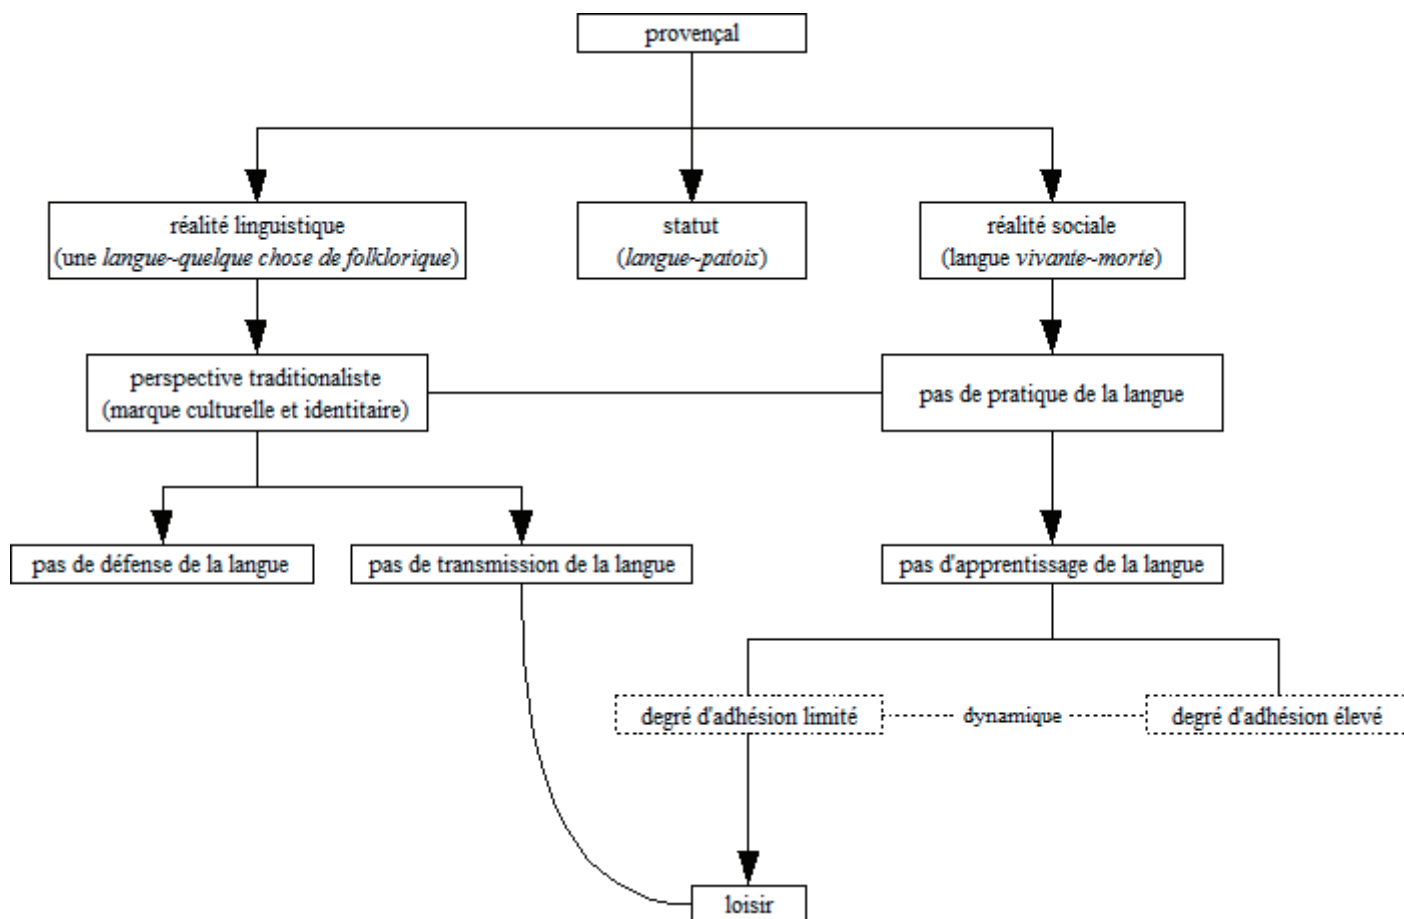 provençal
réalité linguistique
(une langue~quelque chose de folklorique)
statut
(langue~patois)
réalité sociale
(langue vivante~morte)
perspective traditionaliste
(marque culturelle et identitaire)
pas de pratique de la langue
pas de défense de la langue
pas de transmission de la langue
pas d'apprentissage de la langue
degré d'adhésion limité
dynamique
degré d'adhésion élevé
loisir